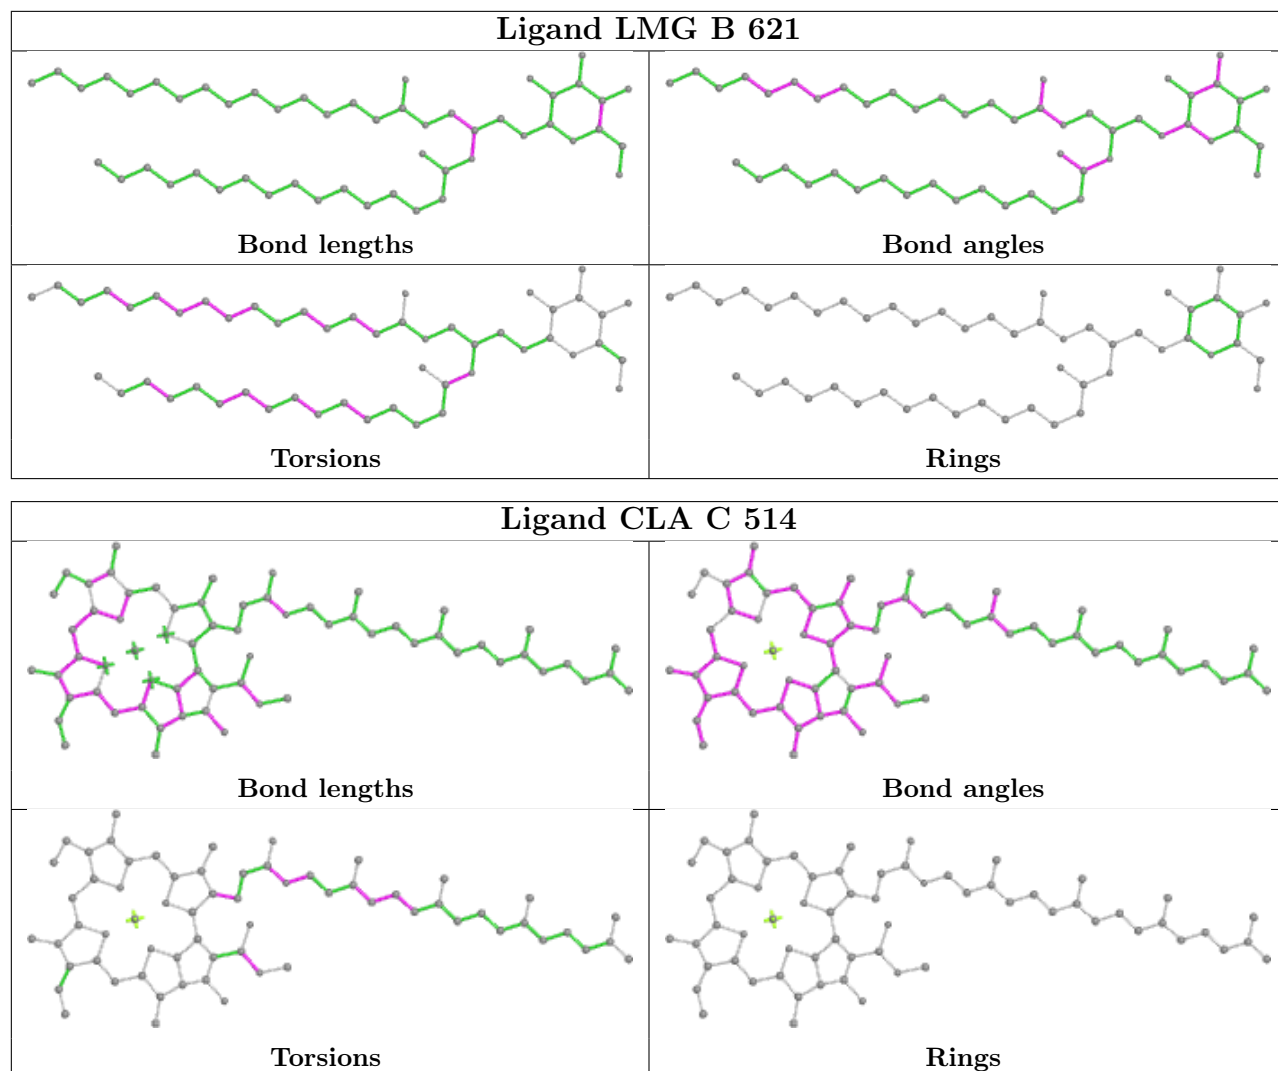 Ligand LMG B 621
Bond lengths
Bond angles
Torsions
Rings
Ligand CLA C 514
Bond lengths
Bond angles
Torsions
Rings